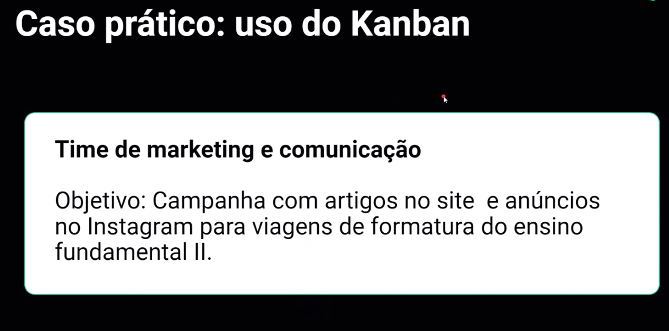 Caso prático: uso do Kanban
Time de marketing e comunicação
Objetivo: Campanha com artigos no site e anúncios
no Instagram para viagens de formatura do ensino
fundamental II.